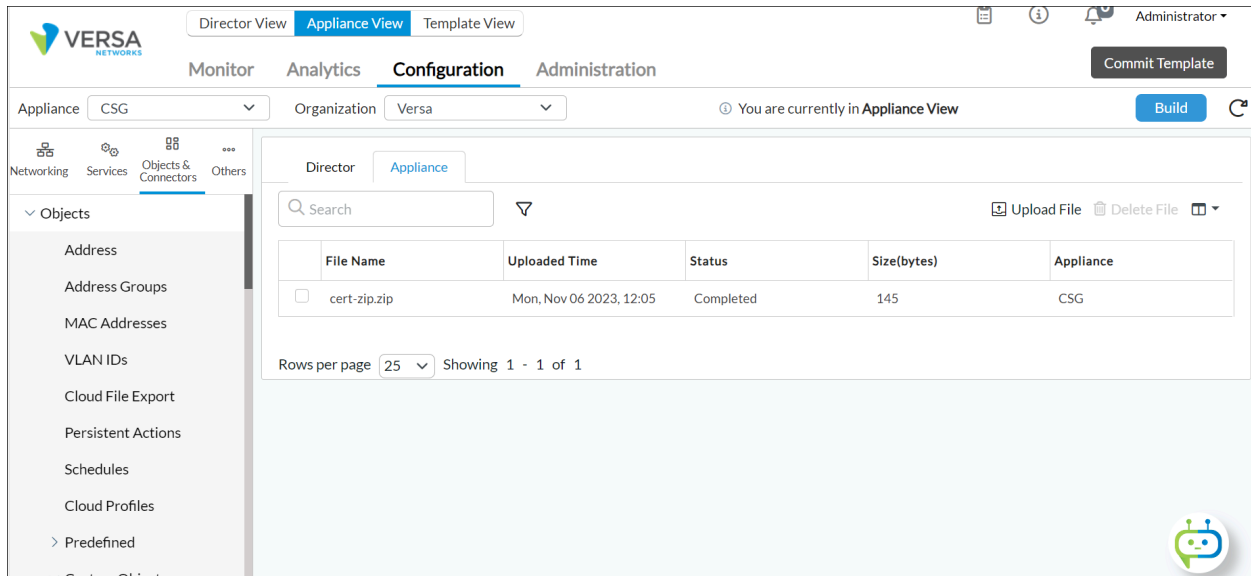 VERSA
NETWORKS
Director View Appliance View Template View
Administrator
Monitor Analytics Configuration Administration
Commit Template
Appliance CSG Organization Versa You are currently in Appliance View Build
Networking Services Objects & Connectors Others
Director Appliance
Objects
Search Upload File Delete File
Address
File Name Uploaded Time Status Size(bytes) Appliance
Address Groups
cert-zip.zip Mon, Nov 06 2023, 12:05 Completed 145 CSG
MAC Addresses
VLAN IDs
Rows per page 25 Showing 1 - 1 of 1
Cloud File Export
Persistent Actions
Schedules
Cloud Profiles
Predefined